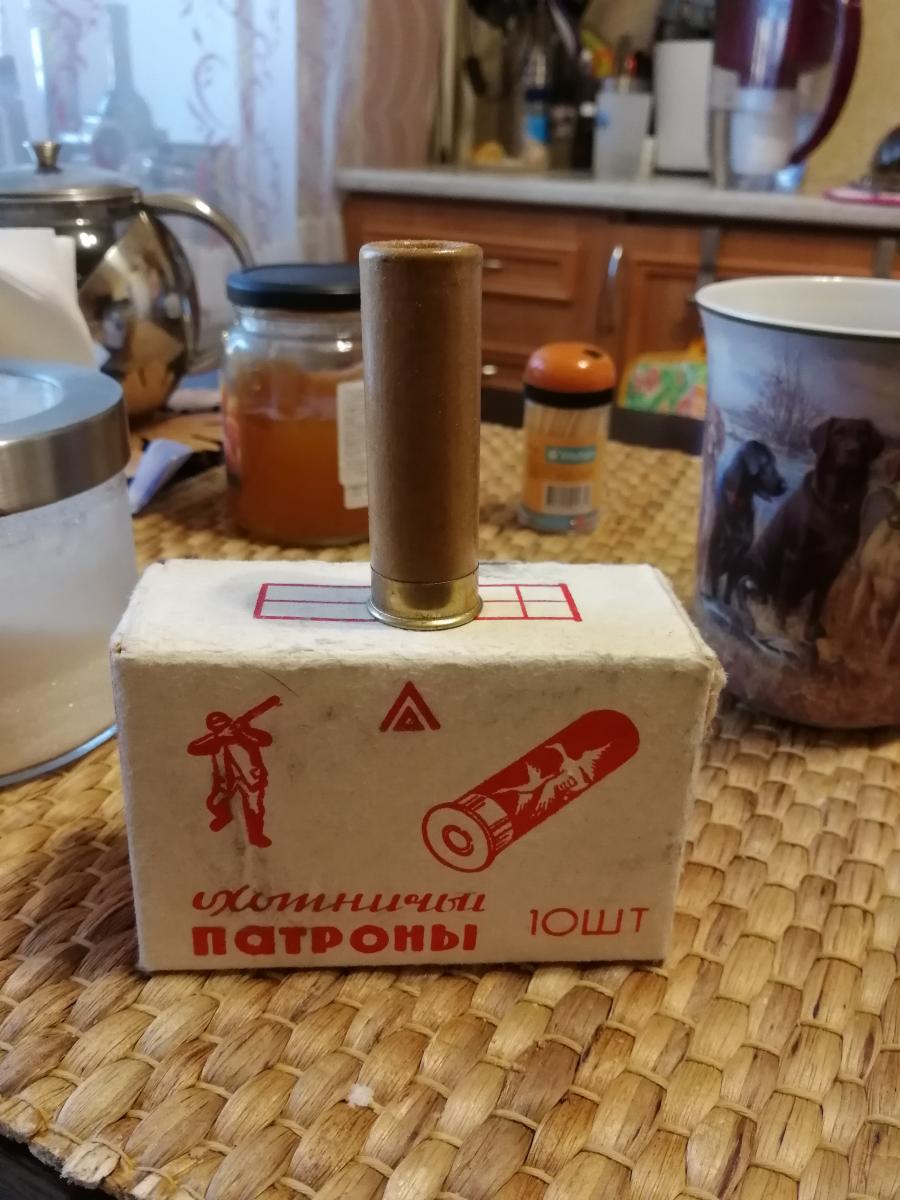 охотничьи
патроны
10ШТ